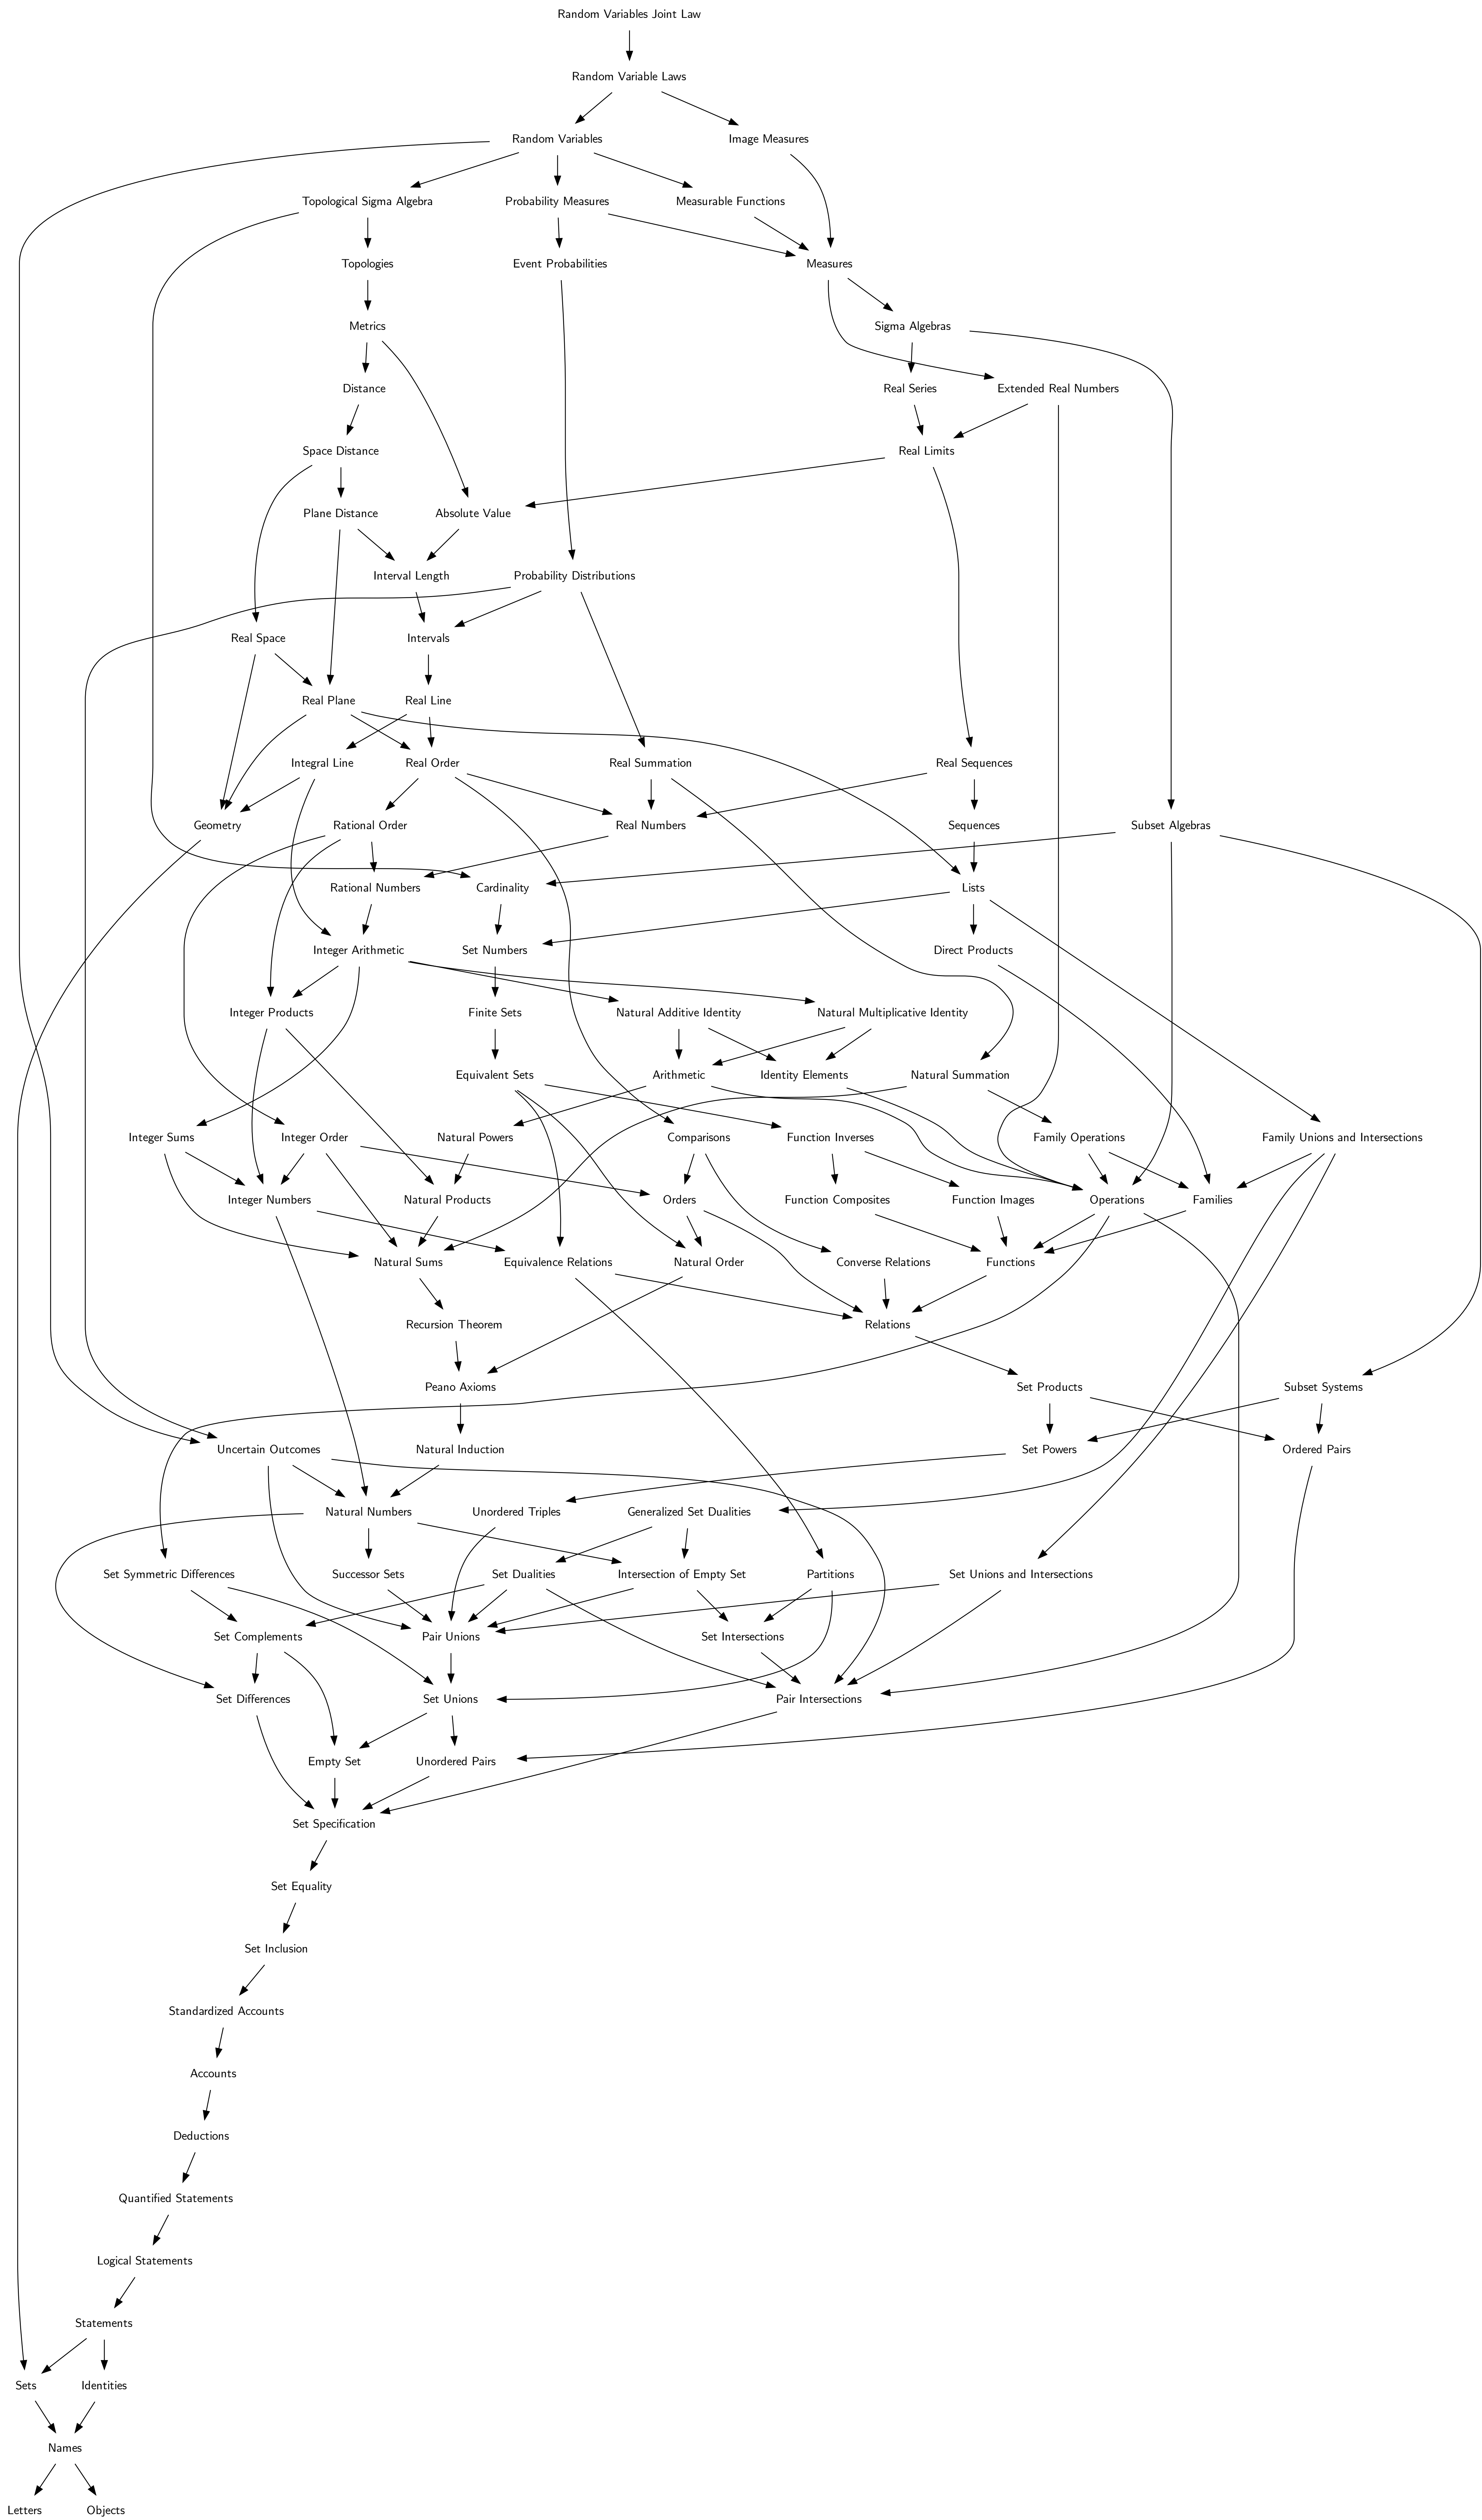 Random Variables Joint Law
Random Variable Laws
Random Variables
Image Measures
Topological Sigma Algebra
Probability Measures
Measurable Functions
Topologies
Event Probabilities
Measures
Metrics
Sigma Algebras
Distance
Real Series
Extended Real Numbers
Space Distance
Real Limits
Plane Distance
Absolute Value
Interval Length
Probability Distributions
Real Space
Intervals
Real Plane
Real Line
Integral Line
Real Order
Real Summation
Real Sequences
Geometry
Rational Order
Real Numbers
Sequences
Subset Algebras
Rational Numbers
Cardinality
Lists
Integer Arithmetic
Set Numbers
Direct Products
Integer Products
Finite Sets
Natural Additive Identity
Natural Multiplicative Identity
Equivalent Sets
Arithmetic
Identity Elements
Natural Summation
Integer Sums
Integer Order
Natural Powers
Comparisons
Function Inverses
Family Operations
Family Unions and Intersections
Integer Numbers
Natural Products
Orders
Function Composites
Function Images
Operations
Families
Natural Sums
Equivalence Relations
Natural Order
Converse Relations
Functions
Recursion Theorem
Relations
Peano Axioms
Set Products
Subset Systems
Uncertain Outcomes
Natural Induction
Set Powers
Ordered Pairs
Natural Numbers
Unordered Triples
Generalized Set Dualities
Set Symmetric Differences
Successor Sets
Set Dualities
Intersection of Empty Set
Partitions
Set Unions and Intersections
Set Complements
Pair Unions
Set Intersections
Set Differences
Set Unions
Pair Intersections
Empty Set
Unordered Pairs
Set Specification
Set Equality
Set Inclusion
Standardized Accounts
Accounts
Deductions
Quantified Statements
Logical Statements
Statements
Sets
Identities
Names
Letters
Objects